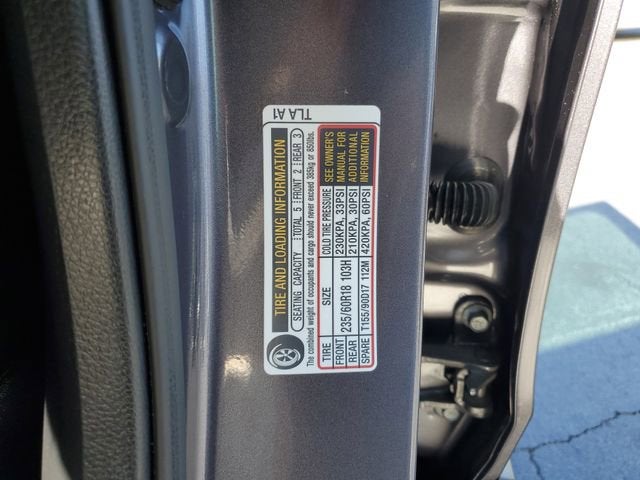 TLA A1
TIRE AND LOADING INFORMATION
SEATING CAPACITY TOTAL 5 FRONT 2 REAR 3
The combined weight of occupants and cargo should never exceed 385kg or 850lbs.
TIRE SIZE COLD TIRE PRESSURE SEE OWNER'S MANUAL FOR ADDITIONAL INFORMATION
FRONT 235/60R18 103H 230KPA, 33PSI
REAR 210KPA, 30PSI
SPARE T155/90D17 112M 420KPA, 60PSI